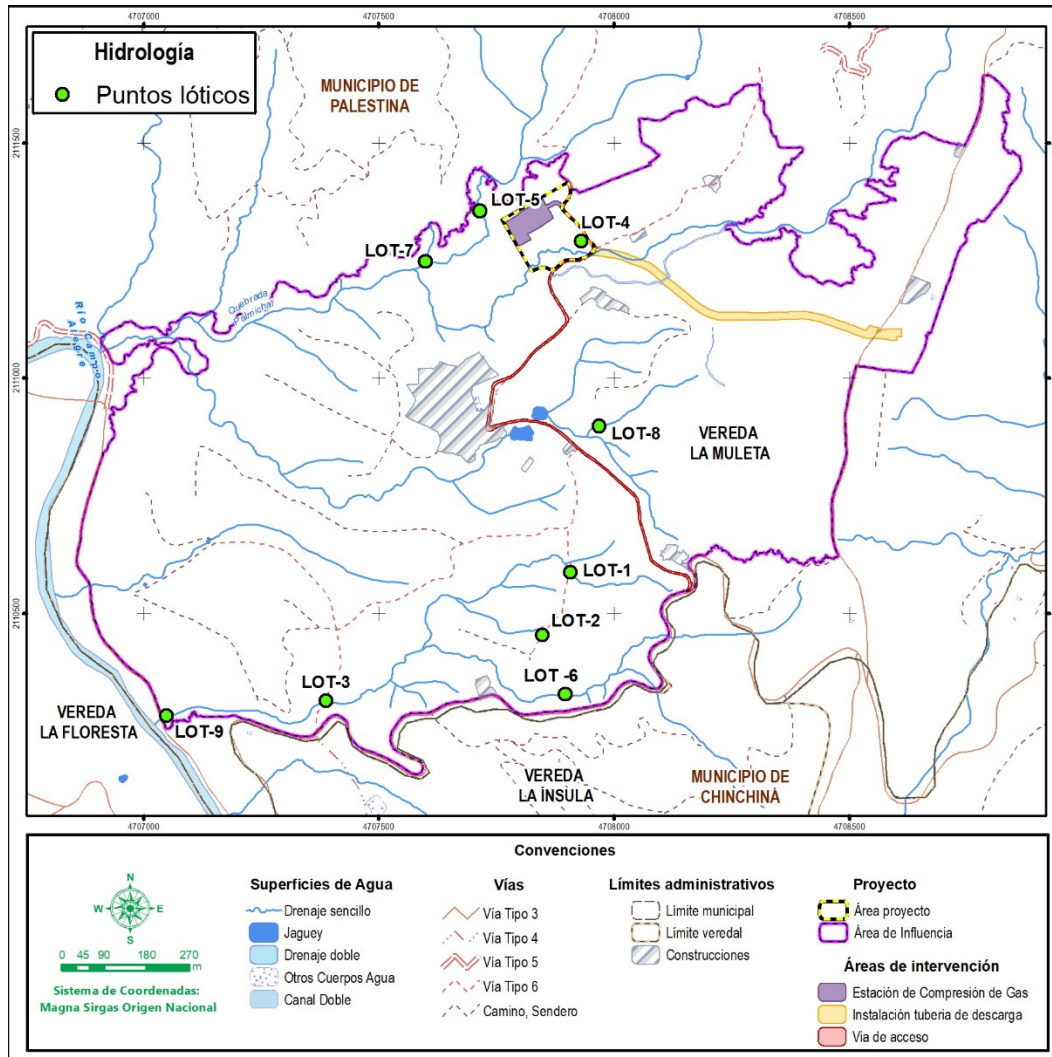 4707000
4707500
4708000
4708500
Hidrología
Puntos lóticos
MUNICIPIO DE
PALESTINA
2111500
LOT-5
LOT-4
LOT-7
Quebrada
Palmichal
Río Campo
Alegre
2111000
LOT-8
VEREDA
LA MULETA
LOT-1
2110500
LOT-2
LOT-3
LOT -6
VEREDA
LA FLORESTA
LOT-9
VEREDA
LA ÍNSULA
MUNICIPIO DE
CHINCHINÁ
4707000
4707500
4708000
4708500
Convenciones
N
W
E
S
0 45 90 180 270
m
Sistema de Coordenadas:
Magna Sirgas Origen Nacional
Superficies de Agua
Drenaje sencillo
Jaguey
Drenaje doble
Otros Cuerpos Agua
Canal Doble
Vías
Vía Tipo 3
Vía Tipo 4
Vía Tipo 5
Vía Tipo 6
Camino, Sendero
Límites administrativos
Límite municipal
Límite veredal
Construcciones
Proyecto
Área proyecto
Área de Influencia
Áreas de intervención
Estación de Compresión de Gas
Instalación tuberia de descarga
Via de acceso